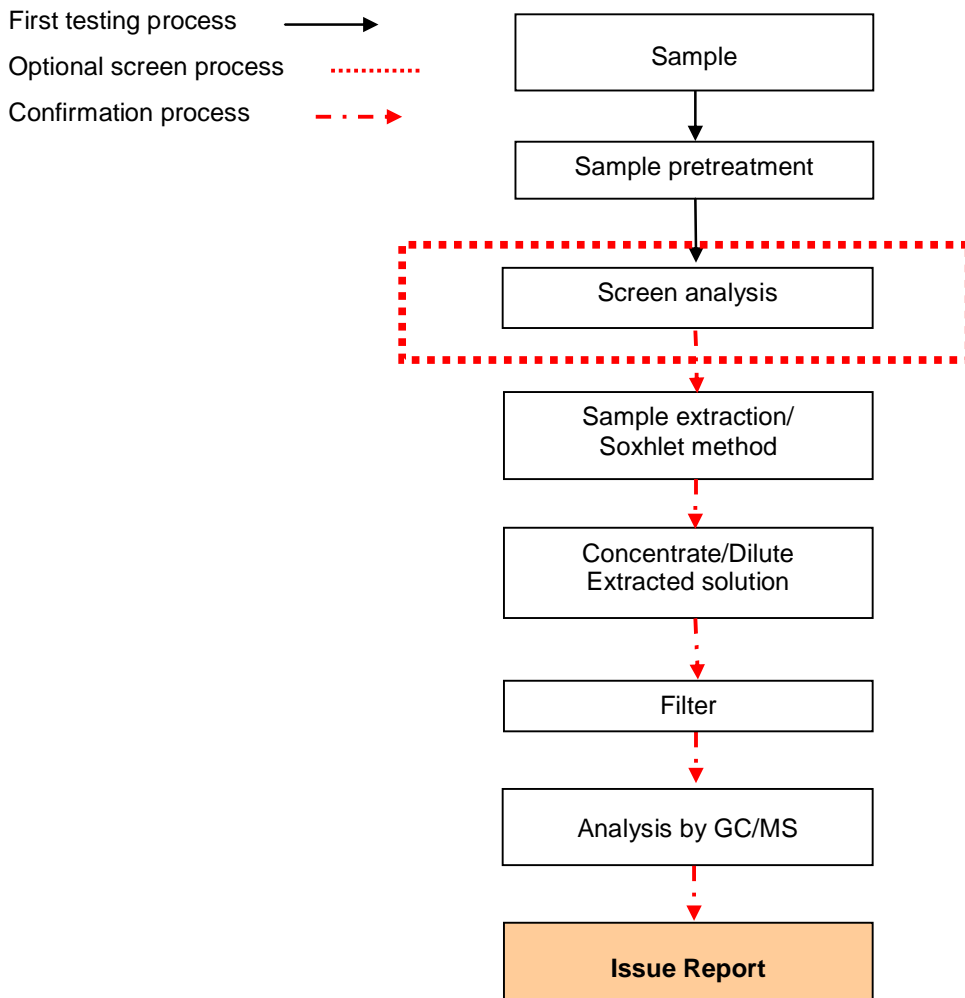 First testing process
Optional screen process
Confirmation process
Sample
Sample pretreatment
Screen analysis
Sample extraction/
Soxhlet method
Concentrate/Dilute
Extracted solution
Filter
Analysis by GC/MS
Issue Report